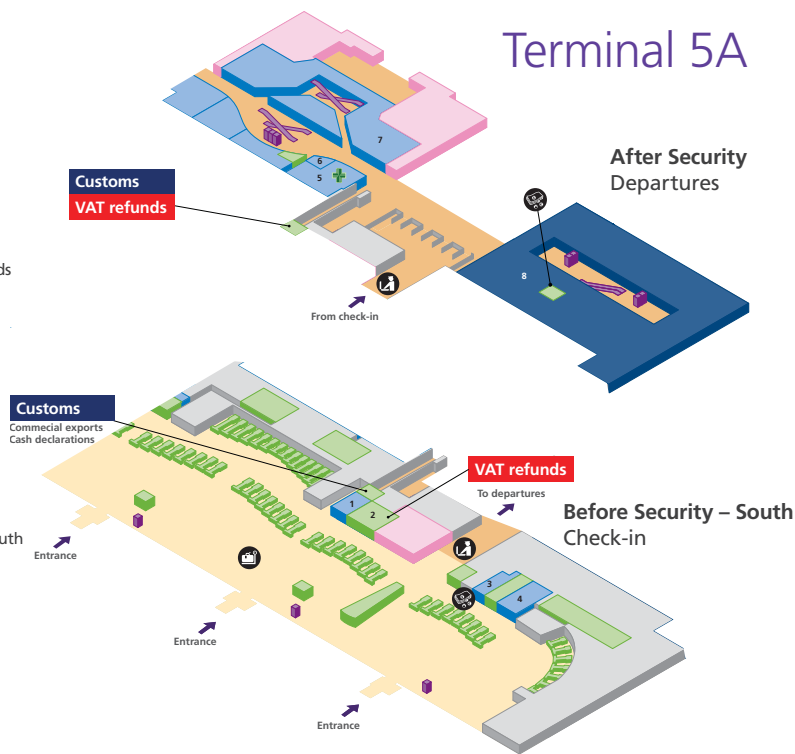 Terminal 5A
After Security
Departures
7
6
5
Customs
VAT refunds
8
ds
From check-in
Customs
Commecial exports
Cash declarations
VAT refunds
To departures
1
2
Before Security – South
Check-in
uth
Entrance
3
4
Entrance
Entrance